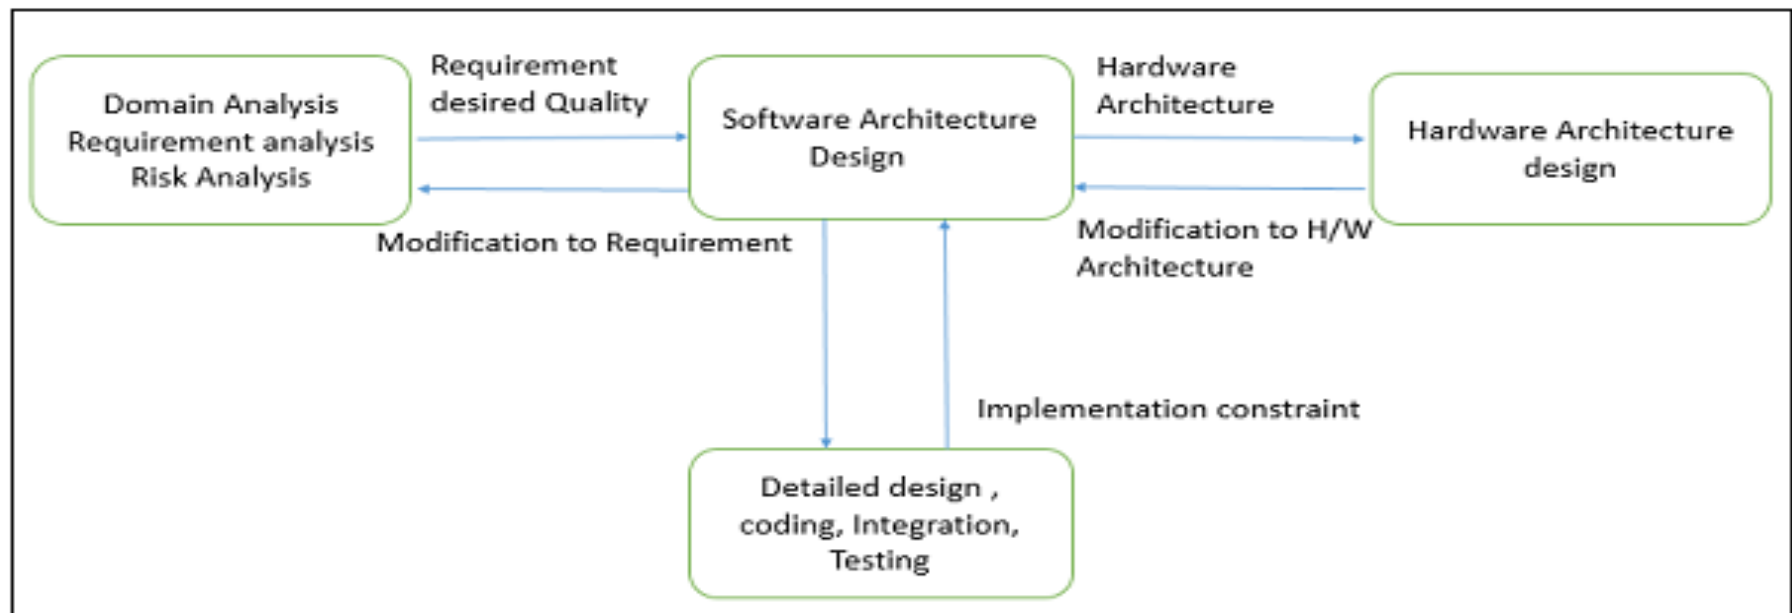 Domain Analysis
Requirement analysis
Risk Analysis
Requirement
desired Quality
Software Architecture
Design
Hardware
Architecture
Hardware Architecture
design
Modification to Requirement
Modification to H/W
Architecture
Implementation constraint
Detailed design ,
coding, Integration,
Testing